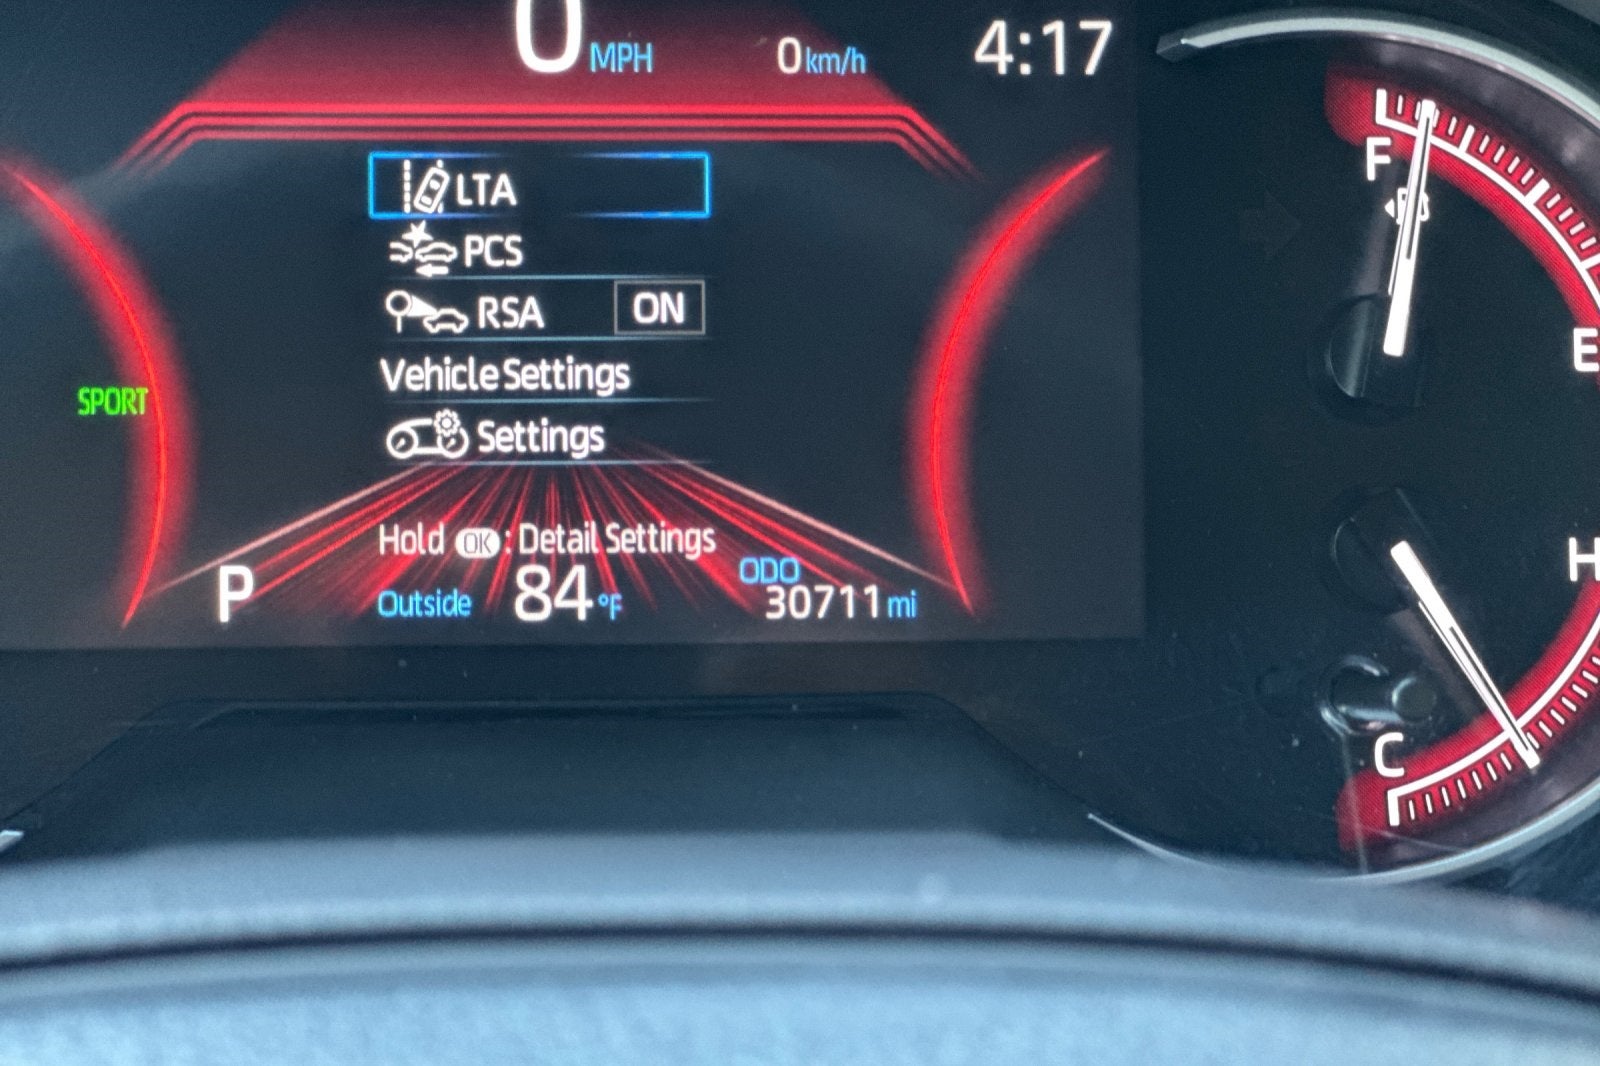 0 MPH 0 km/h 4:17
LTA
PCS
RSA ON
Vehicle Settings
Settings
SPORT
Hold OK : Detail Settings
P Outside 84 °F ODO 30711 mi
F
E
H
C